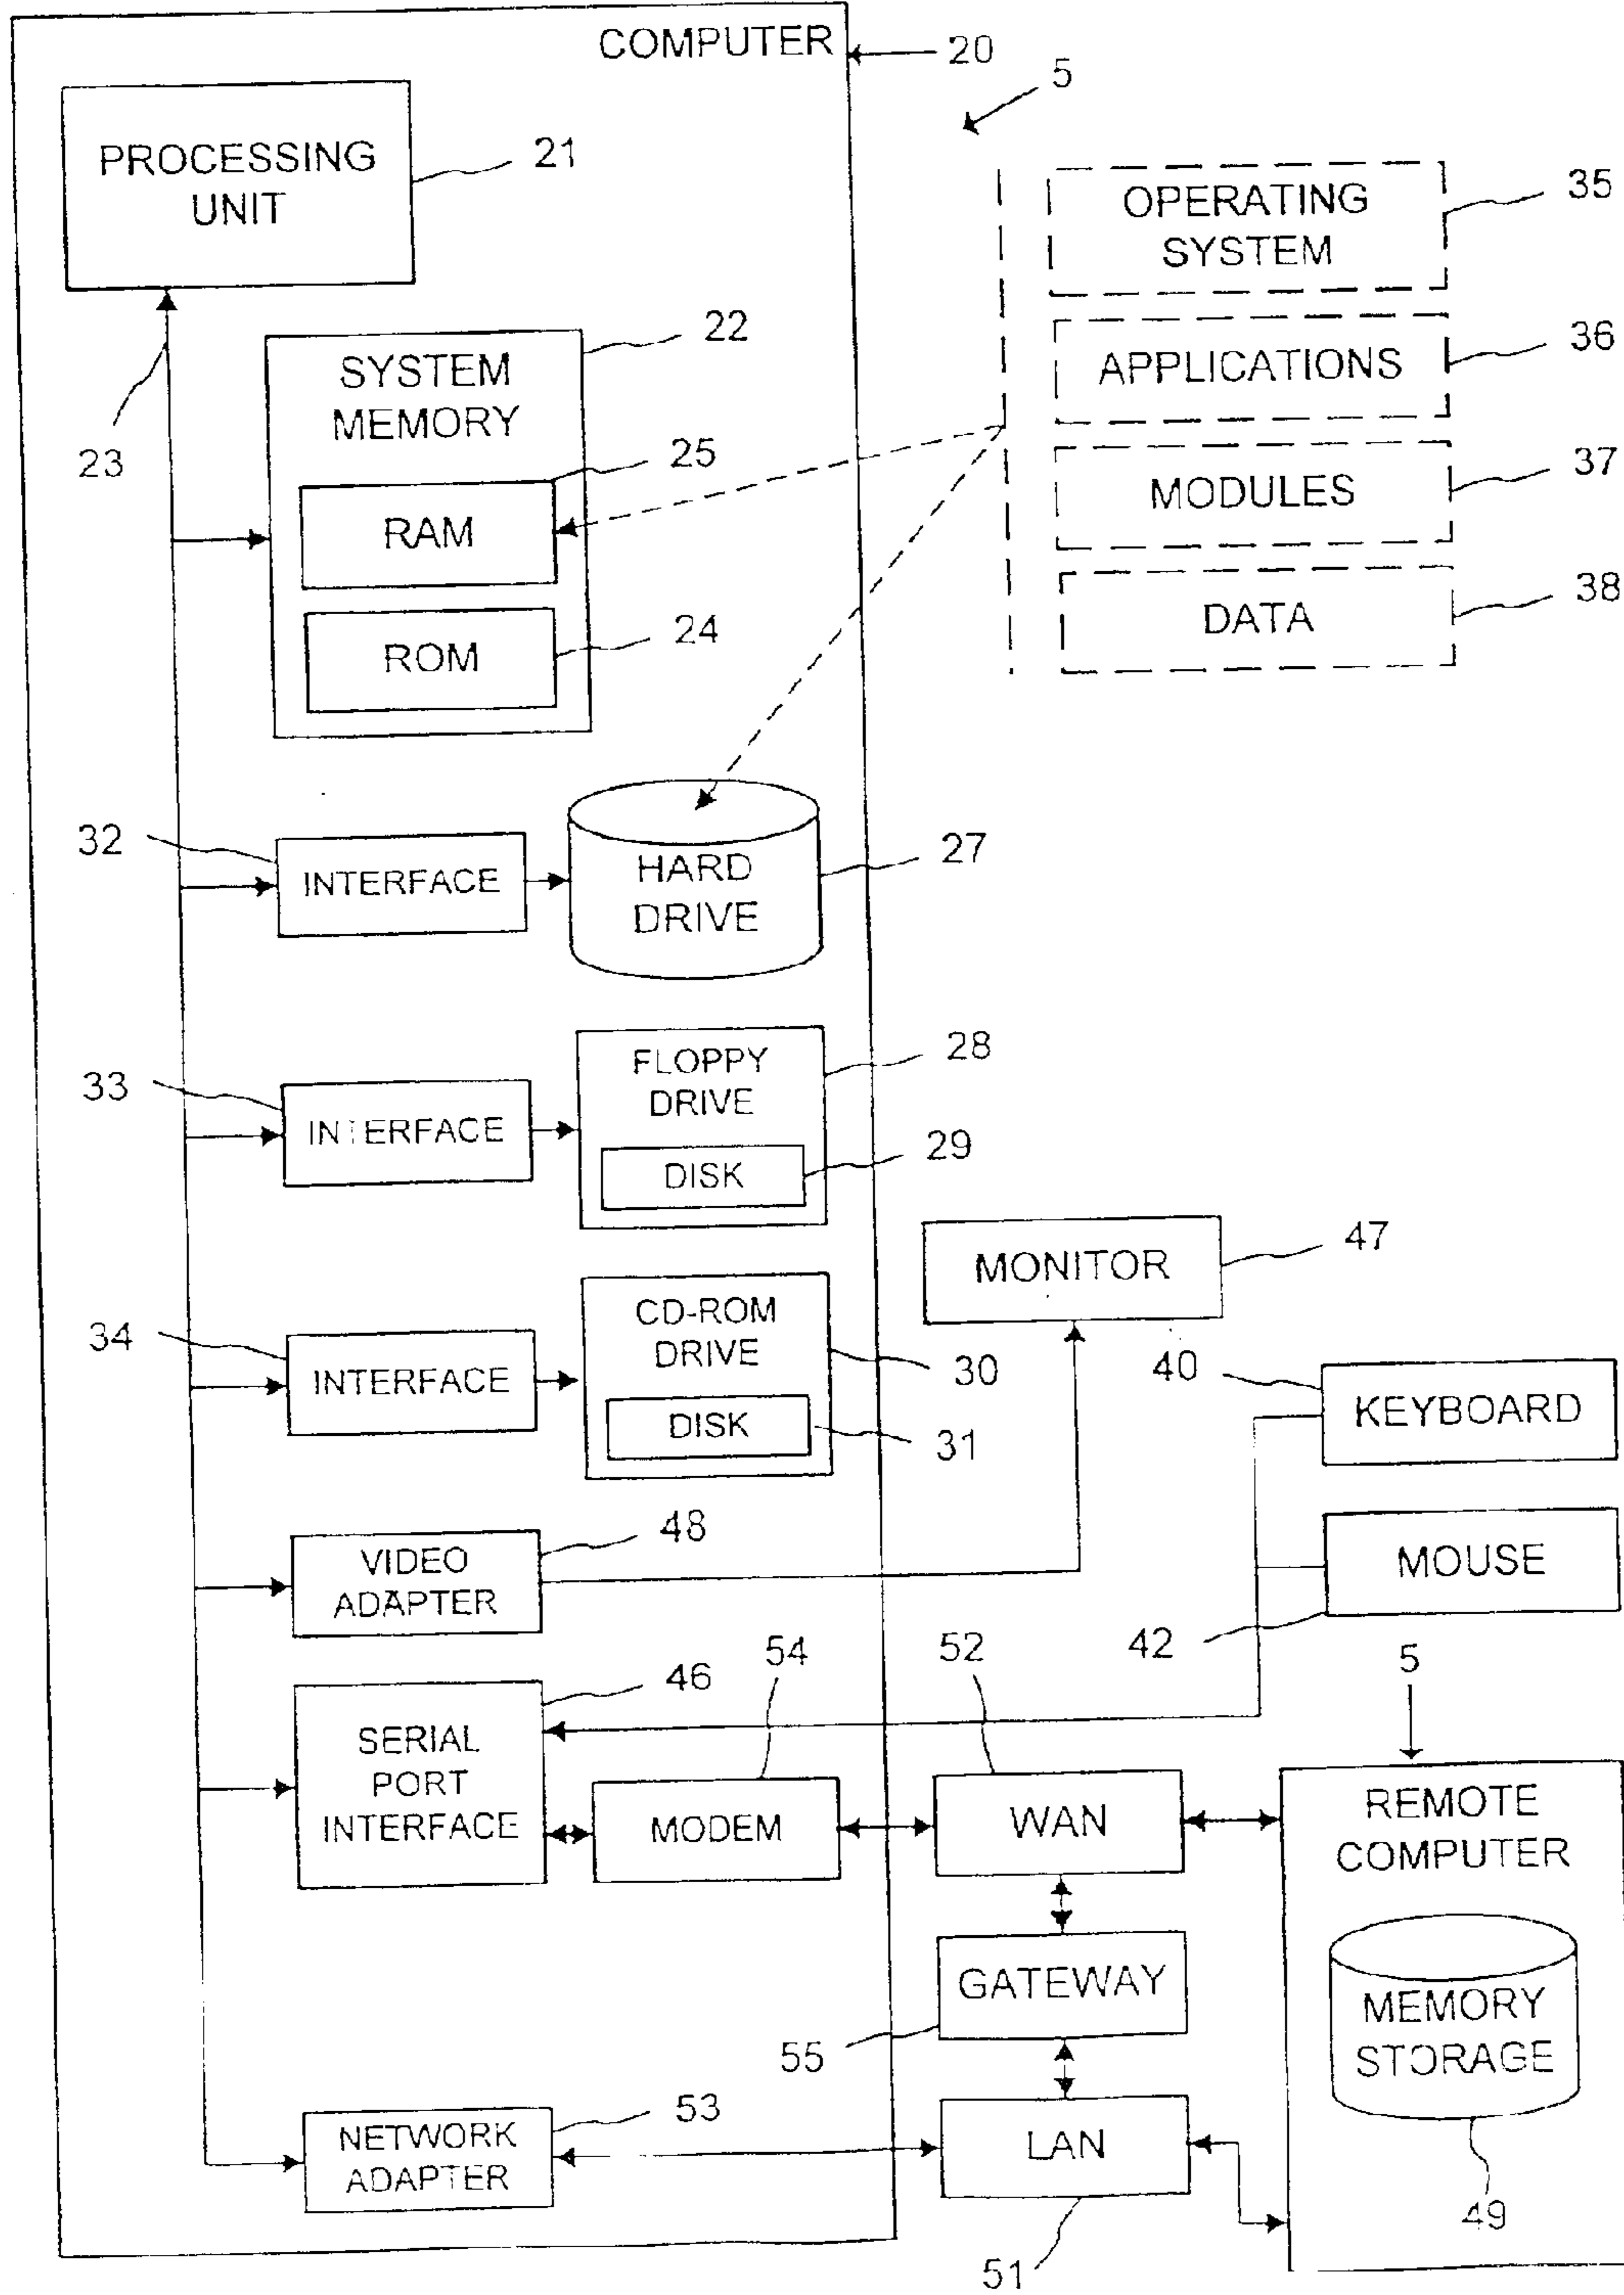 COMPUTER
20
5
PROCESSING
UNIT
21
OPERATING
SYSTEM
35
23
SYSTEM
MEMORY
22
APPLICATIONS
36
25
RAM
MODULES
37
ROM
24
DATA
38
32
INTERFACE
HARD
DRIVE
27
33
INTERFACE
FLOPPY
DRIVE
28
DISK
29
MONITOR
47
34
INTERFACE
CD-ROM
DRIVE
30
DISK
31
40
KEYBOARD
VIDEO
ADAPTER
48
MOUSE
42
SERIAL
PORT
INTERFACE
46
54
MODEM
52
WAN
5
REMOTE
COMPUTER
GATEWAY
55
MEMORY
STORAGE
49
NETWORK
ADAPTER
53
LAN
51